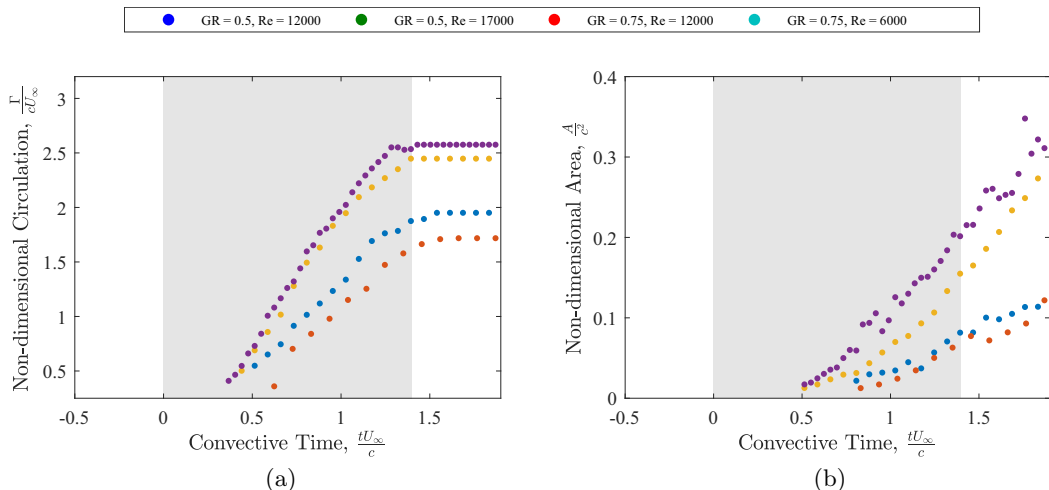 GR = 0.5, Re = 12000 GR = 0.5, Re = 17000 GR = 0.75, Re = 12000 GR = 0.75, Re = 6000
Non-dimensional Circulation, Γ/cU∞
3
2.5
2
1.5
1
0.5
-0.5 0 0.5 1 1.5
Convective Time, tU∞/c
(a)
Non-dimensional Area, A/c²
0.4
0.3
0.2
0.1
0
-0.5 0 0.5 1 1.5
Convective Time, tU∞/c
(b)